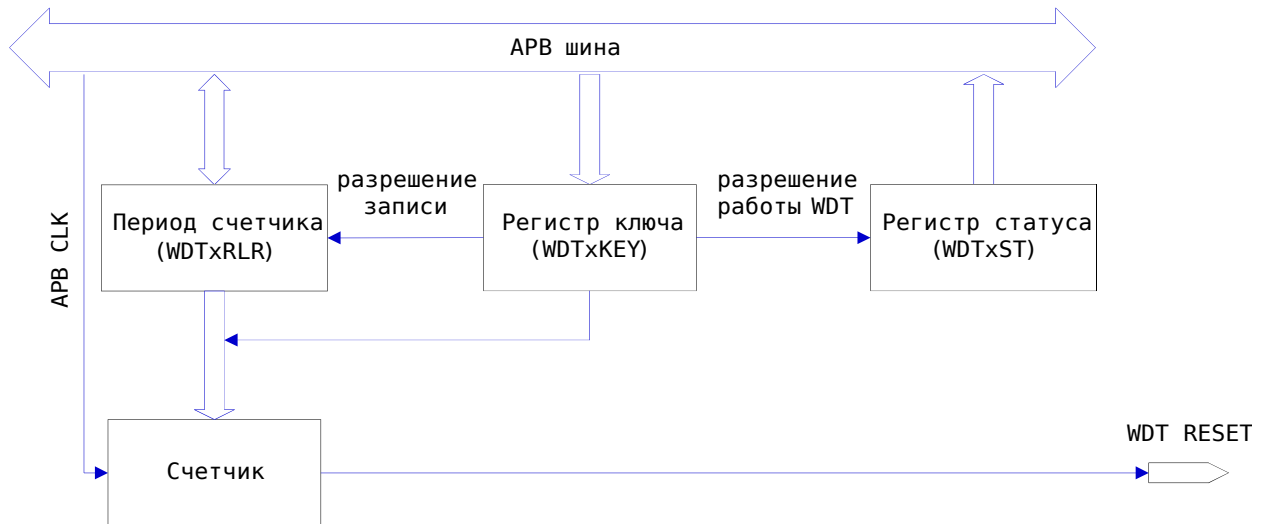 АРВ шина
разрешение
записи
разрешение
работы WDT
Период счетчика
(WDTxRLR)
Регистр ключа
(WDTxKEY)
Регистр статуса
(WDTxST)
APB CLK
Счетчик
WDT RESET